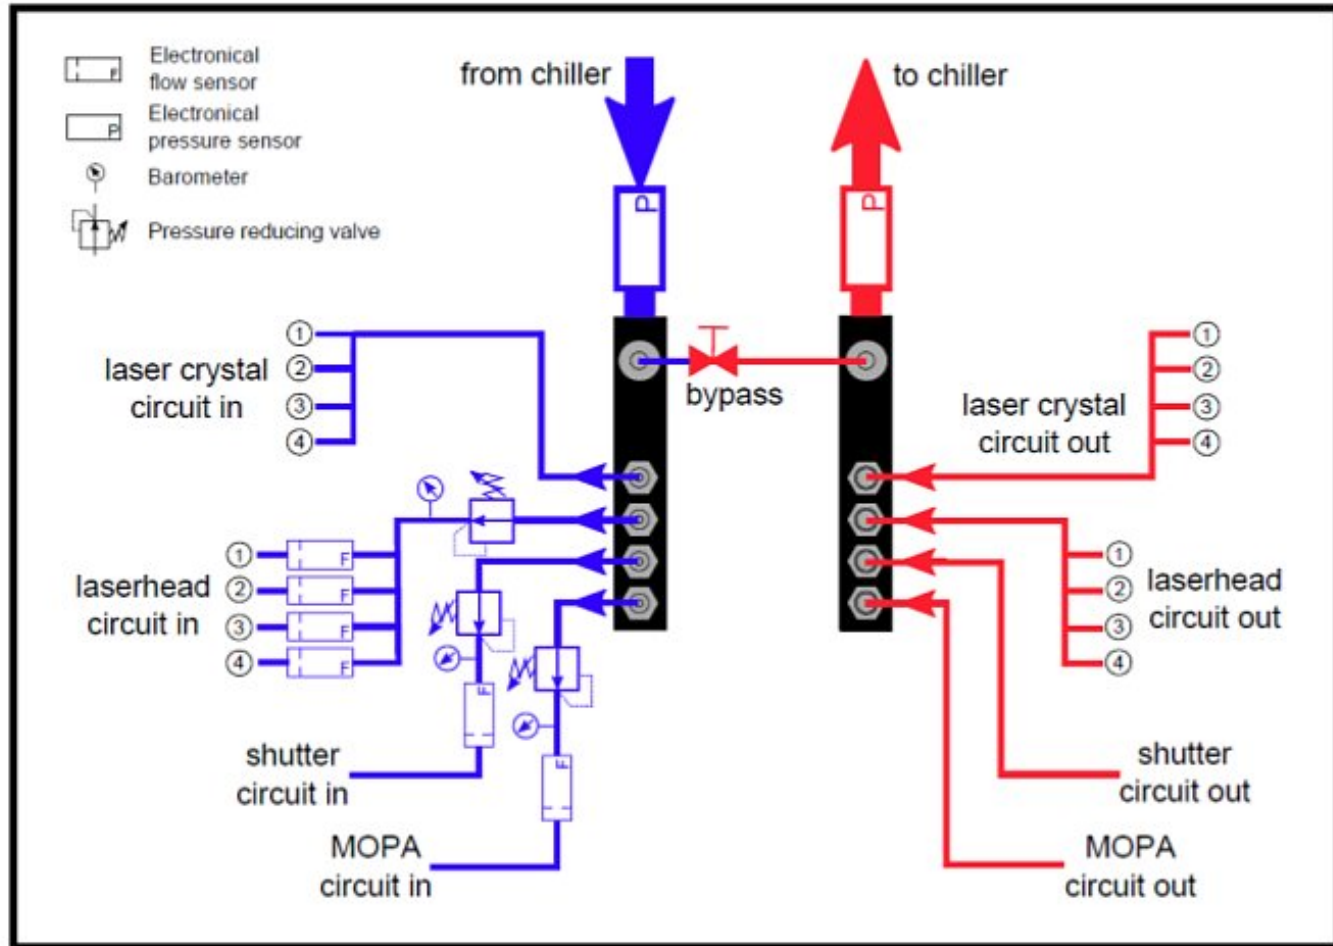 Electronical
flow sensor
F
Electronical
pressure sensor
P
Barometer
Pressure reducing valve
from chiller
to chiller
P
P
bypass
laser crystal
circuit in
1
2
3
4
laser crystal
circuit out
1
2
3
4
laserhead
circuit in
1
F
2
F
3
F
4
F
laserhead
circuit out
1
2
3
4
F
shutter
circuit in
F
MOPA
circuit in
shutter
circuit out
MOPA
circuit out